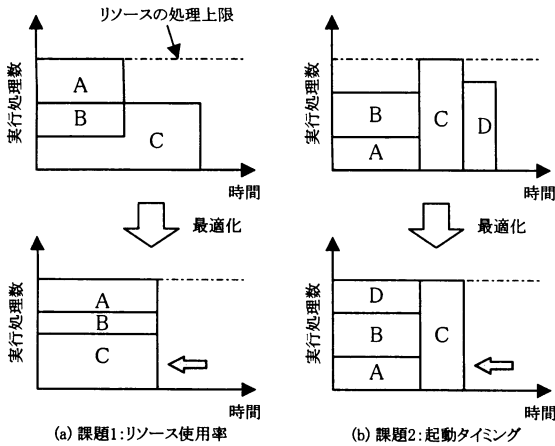 リソースの処理上限
実行処理数
A
B
C
時間
実行処理数
B
A
C
D
時間
最適化
最適化
実行処理数
A
B
C
時間
実行処理数
D
B
A
C
時間
(a) 課題1:リソース使用率
(b) 課題2:起動タイミング